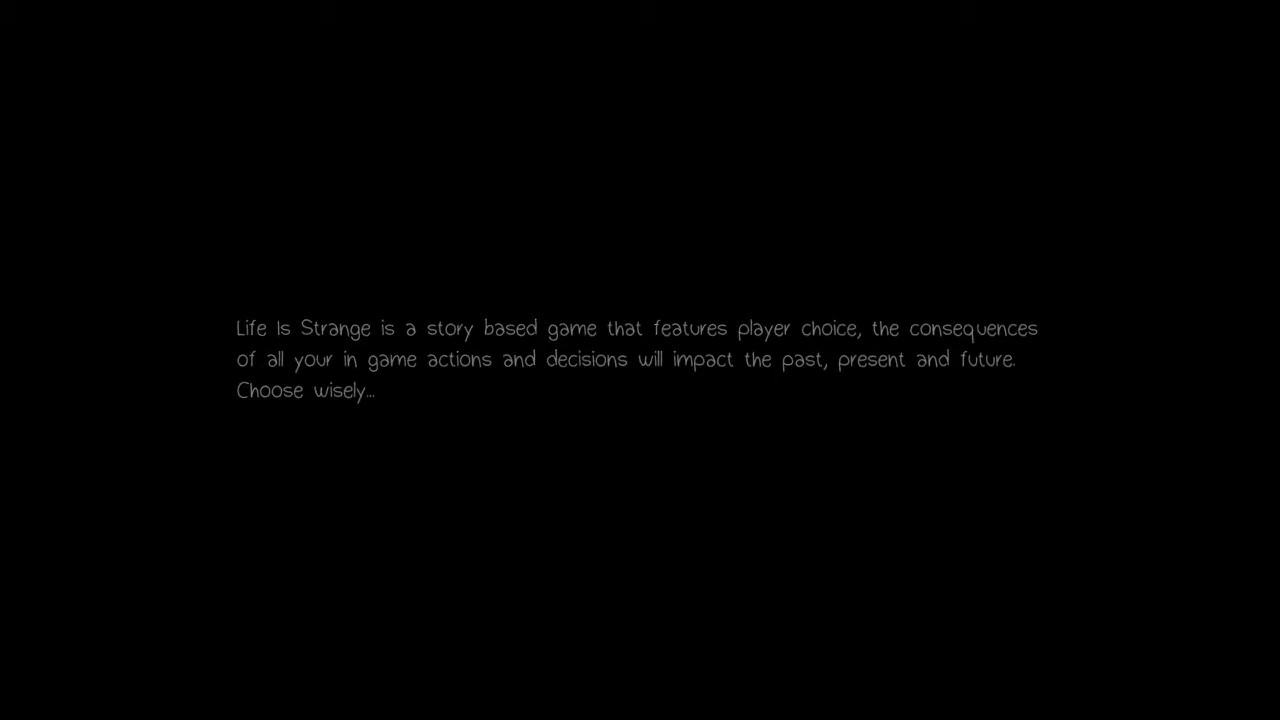 Life Is Strange is a story based game that features player choice, the consequences
of all your in game actions and decisions will impact the past, present and future.
Choose wisely...